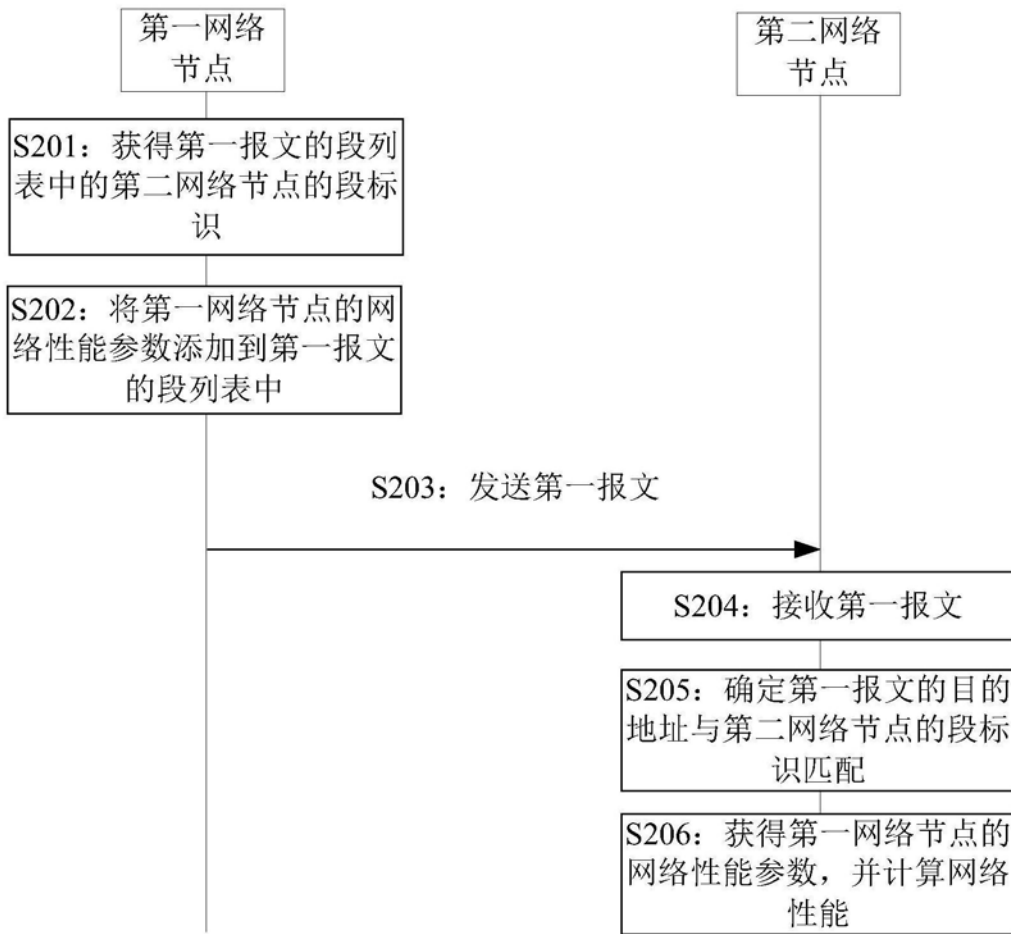 第一网络
节点
第二网络
节点
S201：获得第一报文的段列
表中的第二网络节点的段标
识
S202：将第一网络节点的网
络性能参数添加到第一报文
的段列表中
S203：发送第一报文
S204：接收第一报文
S205：确定第一报文的目的
地址与第二网络节点的段标
识匹配
S206：获得第一网络节点的
网络性能参数，并计算网络
性能